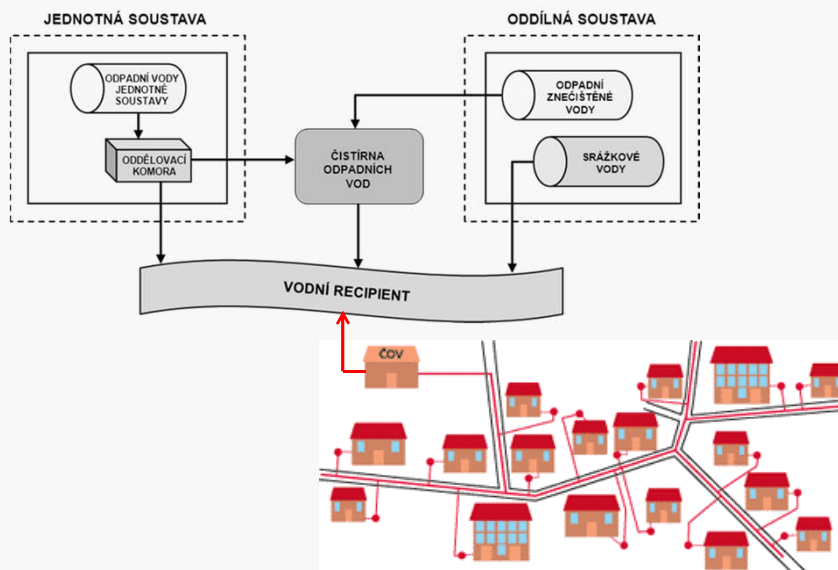 JEDNOTNÁ SOUSTAVA
ODPADNÍ VODY
JEDNOTNÉ
SOUSTAVY
ODDĚLOVACÍ
KOMORA
ČISTÍRNA
ODPADNÍCH
VOD
ODDÍLNÁ SOUSTAVA
ODPADNÍ
ZNEČIŠTĚNÉ
VODY
SRÁŽKOVÉ
VODY
VODNÍ RECIPIENT
ČOV